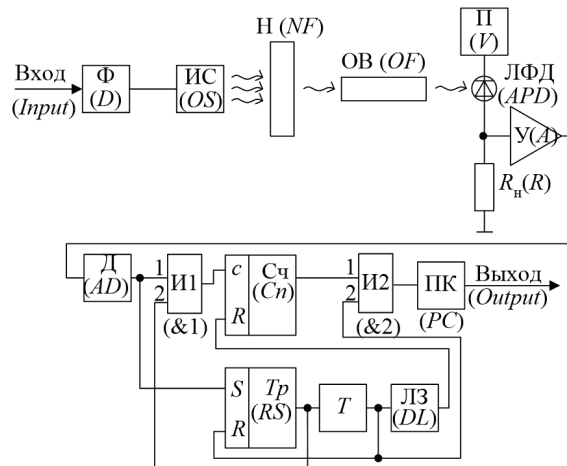 Вход
(Input)
Ф
(D)
ИС
(OS)
Н (NF)
ОВ (OF)
П
(V)
ЛФД
(APD)
У(A)
Rн(R)
Д
(AD)
1
2
И1
(&1)
c
R
Сч
(Cn)
1
2
И2
(&2)
ПК
(PC)
Выход
(Output)
S
R
Тр
(RS)
T
ЛЗ
(DL)